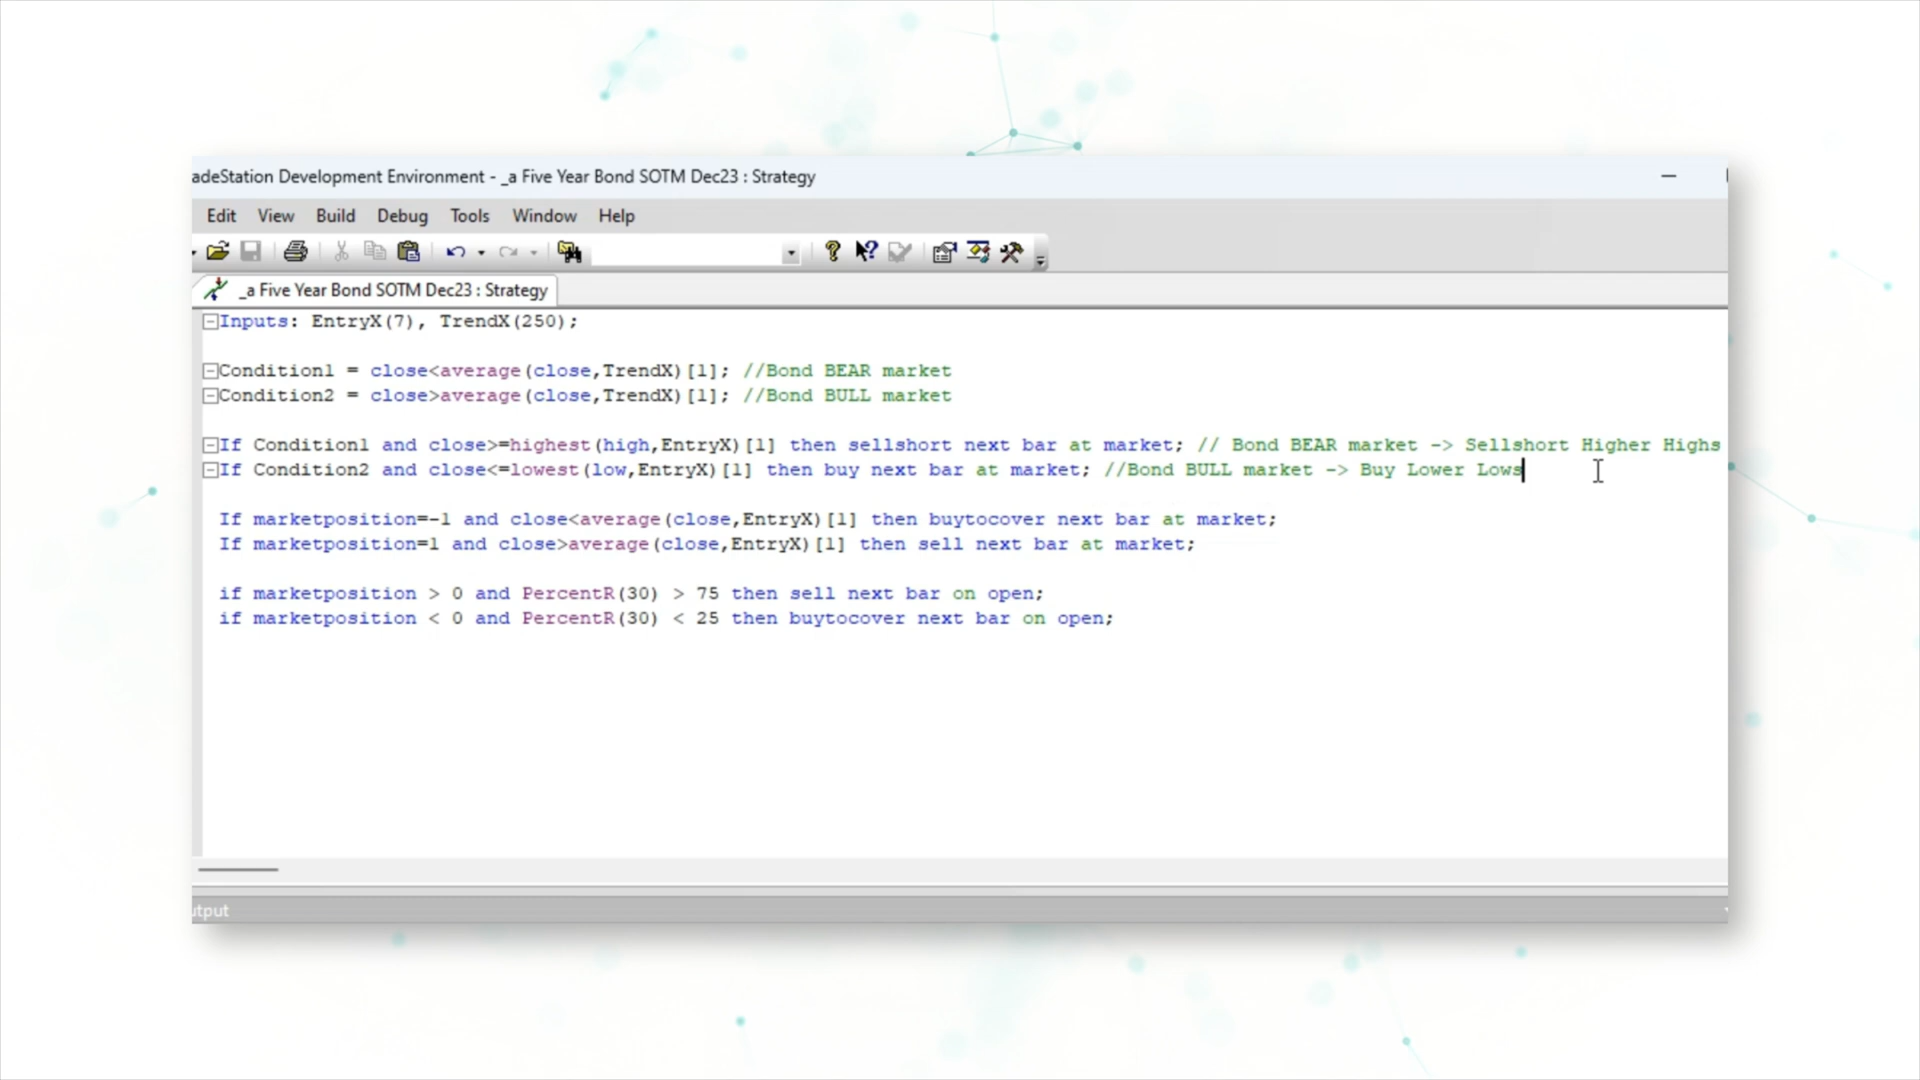 adeStation Development Environment - _a Five Year Bond SOTM Dec23 : Strategy
Edit View Build Debug Tools Window Help
_a Five Year Bond SOTM Dec23 : Strategy
Inputs: EntryX(7), TrendX(250);
Condition1 = close<average(close,TrendX)[1]; //Bond BEAR market
Condition2 = close>average(close,TrendX)[1]; //Bond BULL market
If Condition1 and close>=highest(high,EntryX)[1] then sellshort next bar at market; // Bond BEAR market -> Sellshort Higher Highs
If Condition2 and close<=lowest(low,EntryX)[1] then buy next bar at market; //Bond BULL market -> Buy Lower Lows
If marketposition=-1 and close<average(close,EntryX)[1] then buytocover next bar at market;
If marketposition=1 and close>average(close,EntryX)[1] then sell next bar at market;
if marketposition > 0 and PercentR(30) > 75 then sell next bar on open;
if marketposition < 0 and PercentR(30) < 25 then buytocover next bar on open;
utput